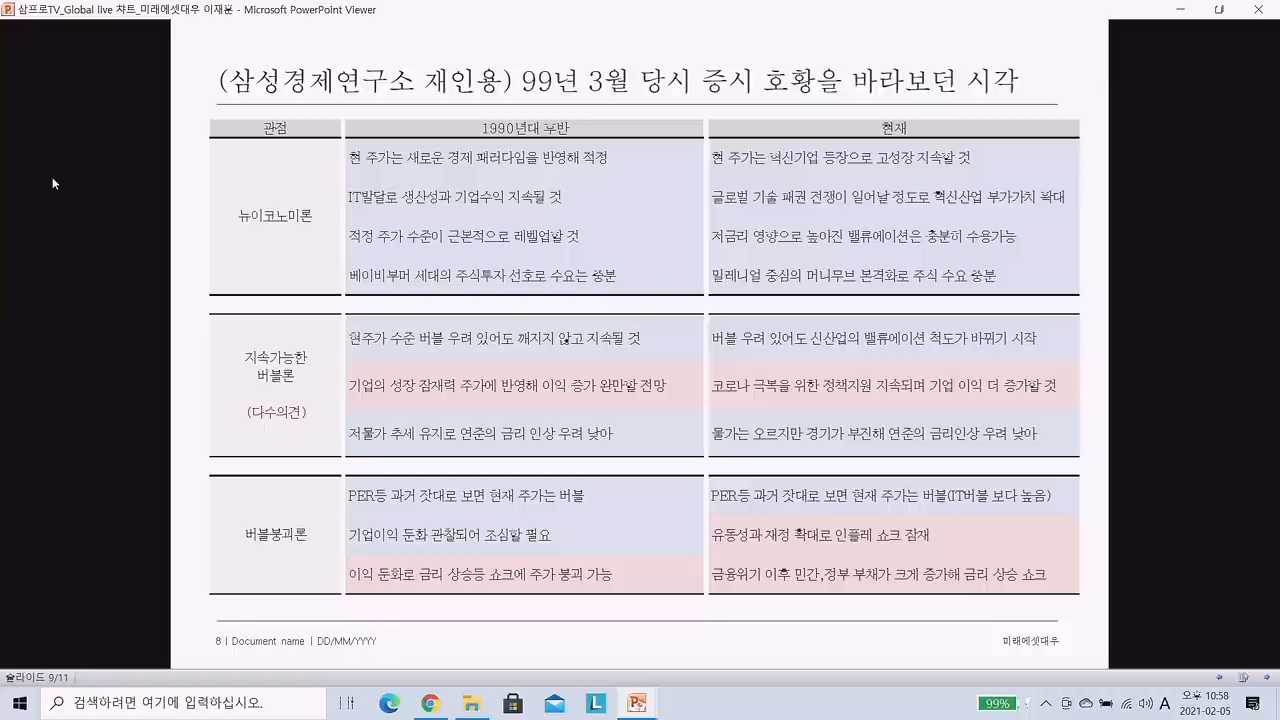 삼프로TV_Global live 챠트_미래에셋대우 이재훈 - Microsoft PowerPoint Viewer
(삼성경제연구소 재인용) 99년 3월 당시 증시 호황을 바라보던 시각
관점 1990년대 후반 현재
현 주가는 새로운 경제 패러다임을 반영해 적정 현 주가는 혁신기업 등장으로 고성장 지속할 것
IT발달로 생산성과 기업수익 지속될 것 글로벌 기술 패권 전쟁이 일어날 정도로 혁신산업 부가가치 확대
뉴이코노미론
적정 주가 수준이 근본적으로 레벨업할 것 저금리 영향으로 높아진 밸류에이션은 충분히 수용가능
베이비부머 세대의 주식투자 선호로 수요는 충분 밀레니얼 중심의 머니무브 본격화로 주식 수요 충분
현주가 수준 버블 우려 있어도 깨지지 않고 지속될 것 버블 우려 있어도 신산업의 밸류에이션 척도가 바뀌기 시작
지속가능한
버블론
기업의 성장 잠재력 주가에 반영해 이익 증가 완만할 전망 코로나 극복을 위한 정책지원 지속되며 기업 이익 더 증가할 것
(다수의견)
저물가 추세 유지로 연준의 금리 인상 우려 낮아 물가는 오르지만 경기가 부진해 연준의 금리인상 우려 낮아
PER등 과거 잣대로 보면 현재 주가는 버블 PER등 과거 잣대로 보면 현재 주가는 버블(IT버블 보다 높음)
버블붕괴론 기업이익 둔화 관찰되어 조심할 필요 유동성과 재정 확대로 인플레 쇼크 잠재
이익 둔화로 금리 상승등 쇼크에 주가 붕괴 가능 금융위기 이후 민간,정부 부채가 크게 증가해 금리 상승 쇼크
8 | Document name | DD/MM/YYYY 미래에셋대우
슬라이드 9/11
검색하려면 여기에 입력하십시오. 99% A 오후 10:58
2021-02-05